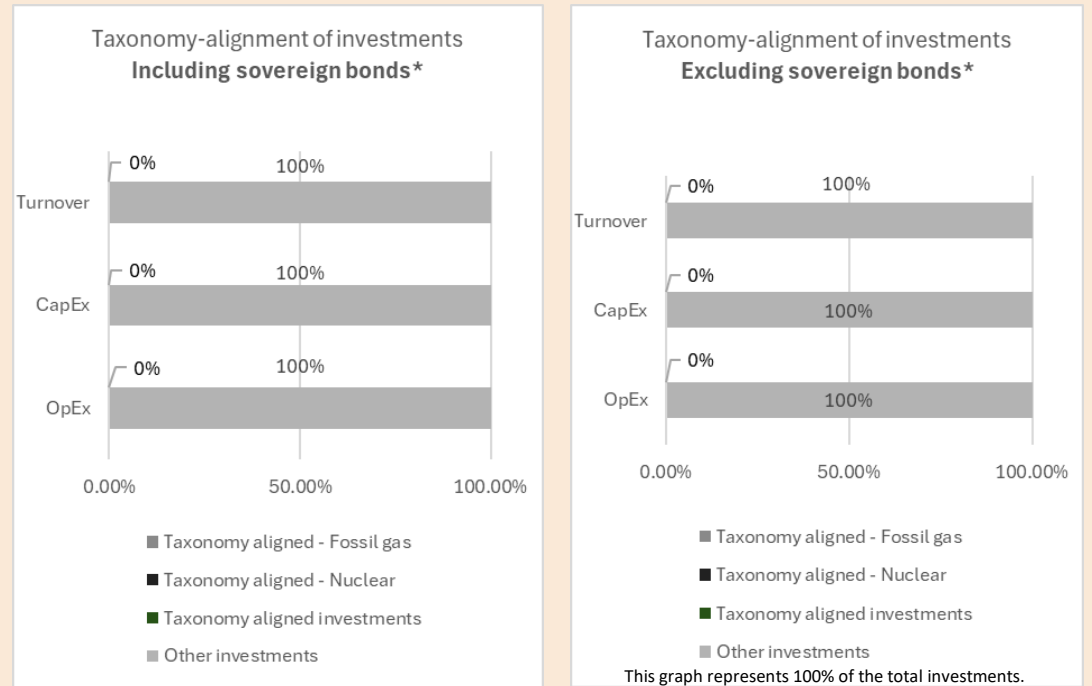 Taxonomy-alignment of investments
Including sovereign bonds*
0%
100%
Turnover
0%
100%
CapEx
0%
100%
OpEx
0.00%
50.00%
100.00%
Taxonomy aligned - Fossil gas
Taxonomy aligned - Nuclear
Taxonomy aligned investments
Other investments
Taxonomy-alignment of investments
Excluding sovereign bonds*
0%
100%
Turnover
0%
CapEx
100%
0%
OpEx
100%
0.00%
50.00%
100.00%
Taxonomy aligned - Fossil gas
Taxonomy aligned - Nuclear
Taxonomy aligned investments
Other investments
This graph represents 100% of the total investments.